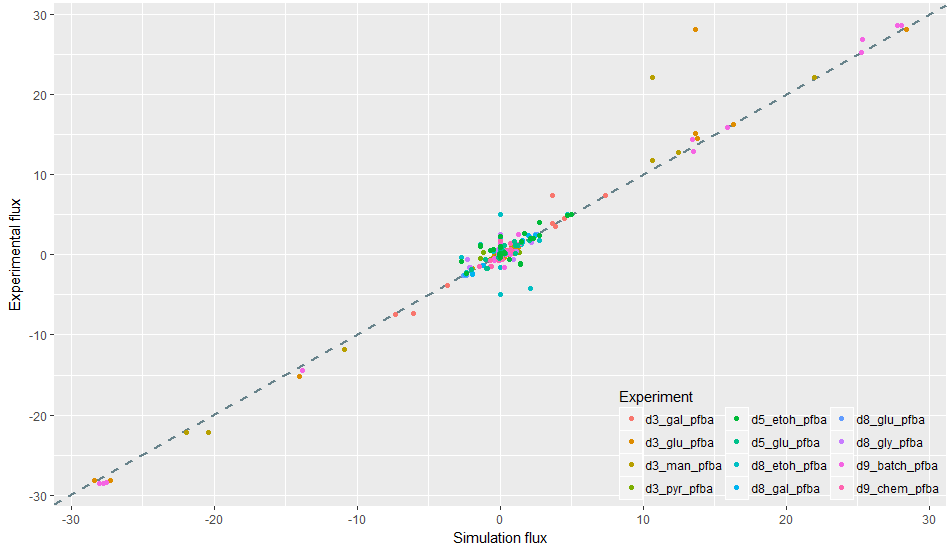 30
20
10
0
-10
-20
-30
Experimental flux
-30
-20
-10
0
10
20
30
Simulation flux
Experiment
d3_gal_pfba
d3_glu_pfba
d3_man_pfba
d3_pyr_pfba
d5_etoh_pfba
d5_glu_pfba
d8_etoh_pfba
d8_gal_pfba
d8_glu_pfba
d8_gly_pfba
d9_batch_pfba
d9_chem_pfba